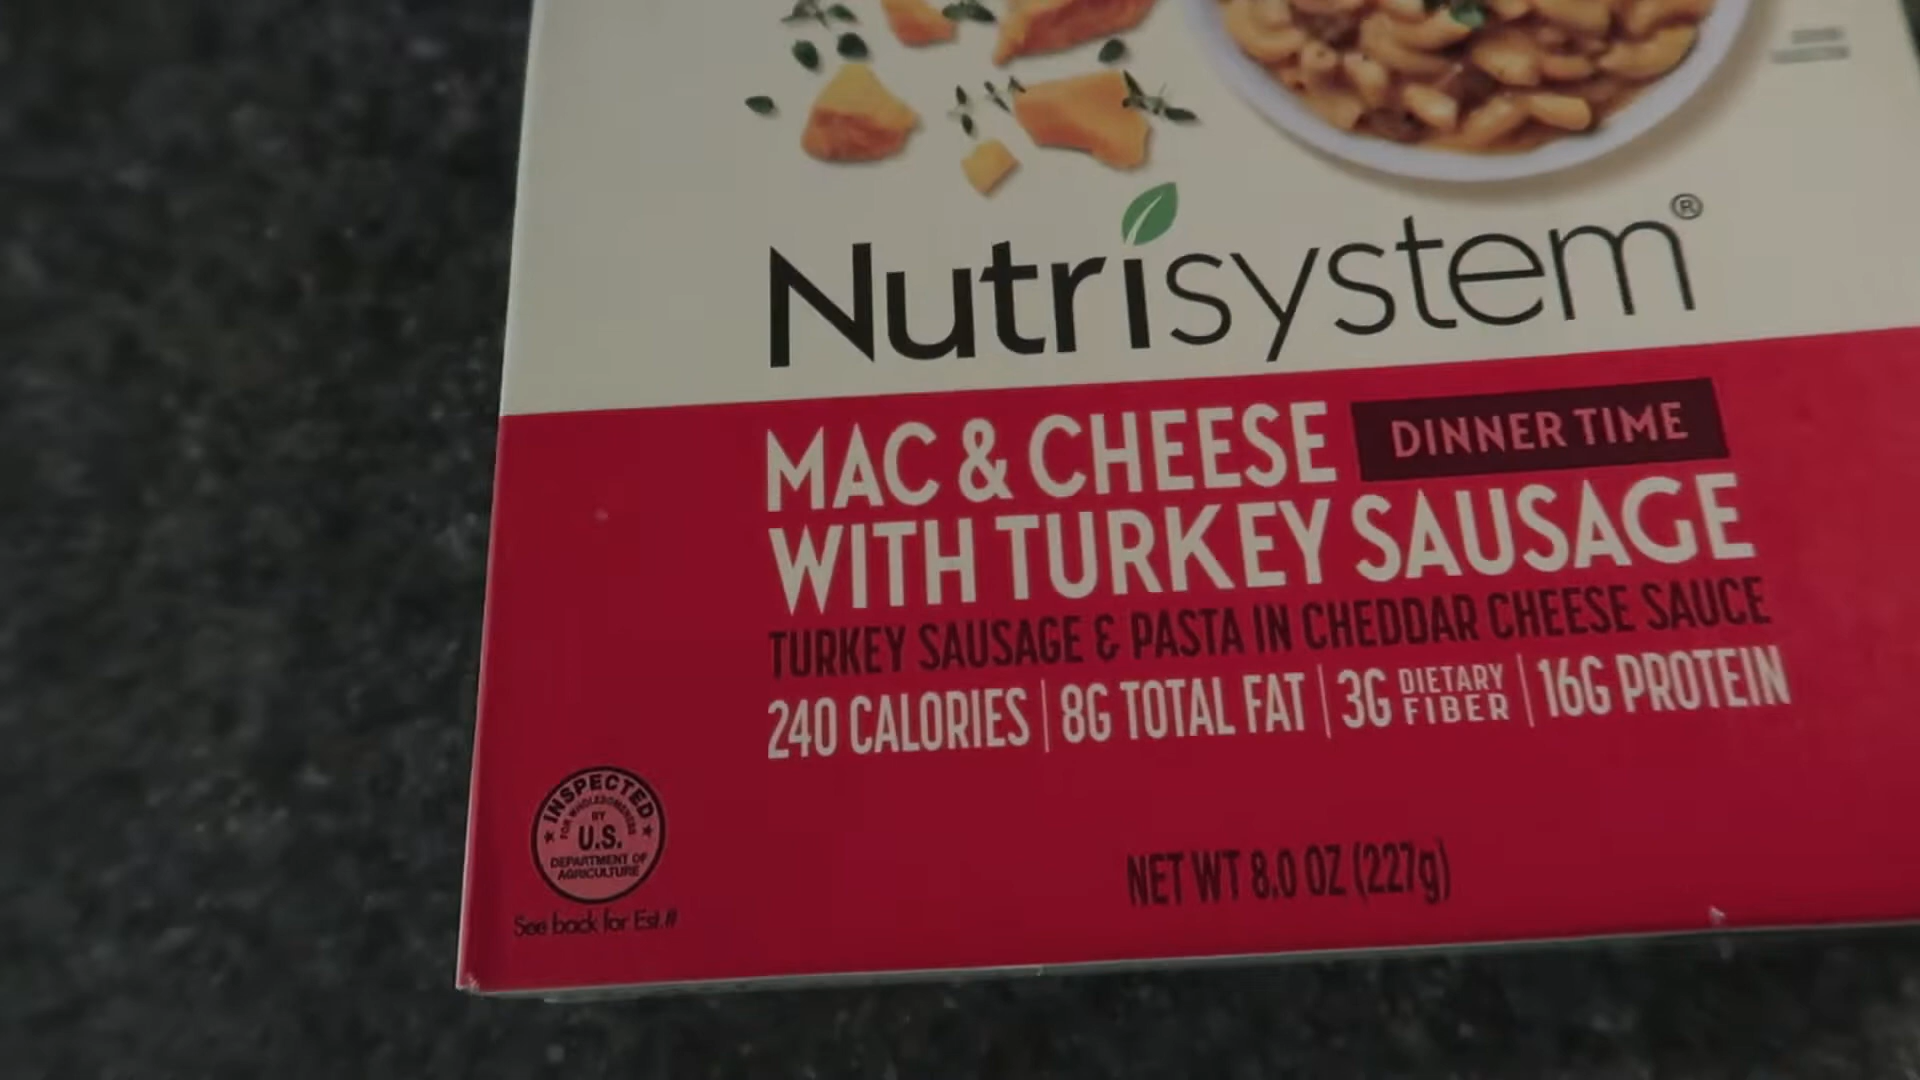 Nutrisystem®
MAC & CHEESE DINNER TIME
WITH TURKEY SAUSAGE
TURKEY SAUSAGE & PASTA IN CHEDDAR CHEESE SAUCE
240 CALORIES | 8G TOTAL FAT | 3G DIETARY FIBER | 16G PROTEIN
INSPECTED
FOR WHOLESOMENESS
BY
U.S.
DEPARTMENT OF
AGRICULTURE
See back for Est.#
NET WT 8.0 OZ (227g)